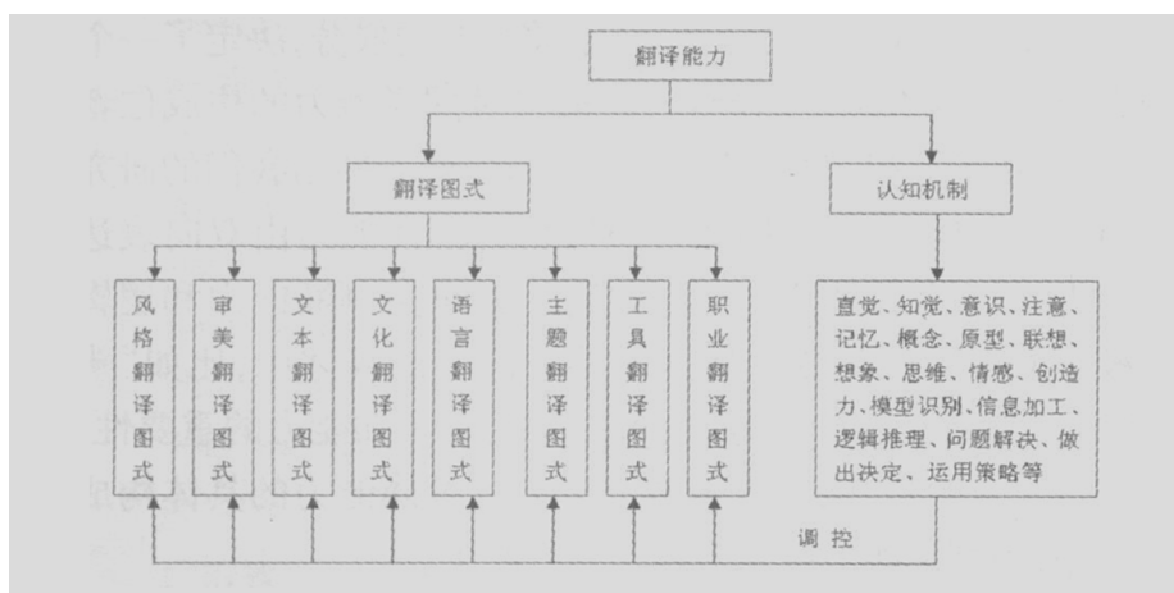 翻译能力
翻译图式
认知机制
风格翻译图式
审美翻译图式
文本翻译图式
文化翻译图式
语言翻译图式
主题翻译图式
工具翻译图式
职业翻译图式
直觉、知觉、意识、注意、
记忆、概念、原型、联想、
想象、思维、情感、创造
力、模型识别、信息加工、
逻辑推理、问题解决、做
出决定、运用策略等
调控